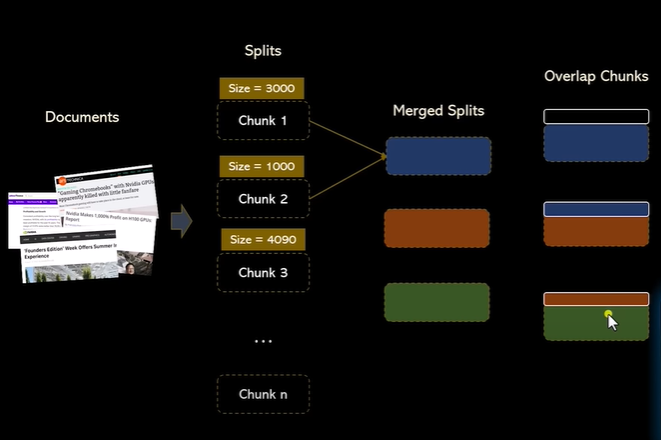 Splits
Overlap Chunks
Documents
Merged Splits
Size = 3000
Chunk 1
Size = 1000
Chunk 2
Size = 4090
Chunk 3
...
Chunk n
"Gaming Chromebooks" with Nvidia GPUs
apparently killed with little fanfare
Nvidia Makes 1,000% Profit on H100 GPUs:
Report
'Founders Edition' Week Offers Summer
Experience